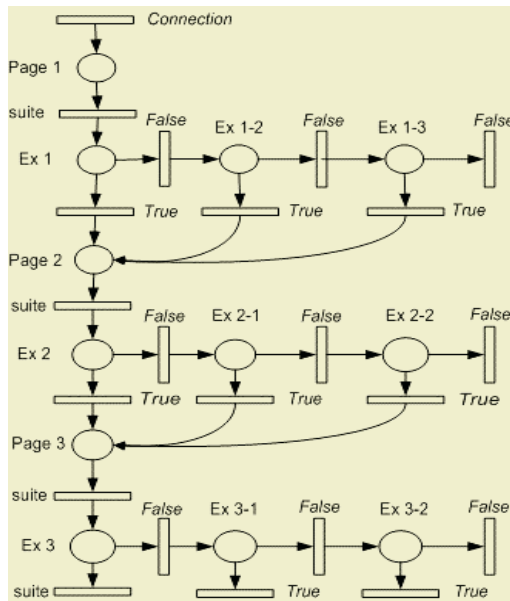 Connection
Page 1
suite
False
Ex 1-2
False
Ex 1-3
False
Ex 1
True
True
True
Page 2
suite
False
Ex 2-1
False
Ex 2-2
False
Ex 2
True
True
True
Page 3
suite
False
Ex 3-1
False
Ex 3-2
False
Ex 3
suite
True
True